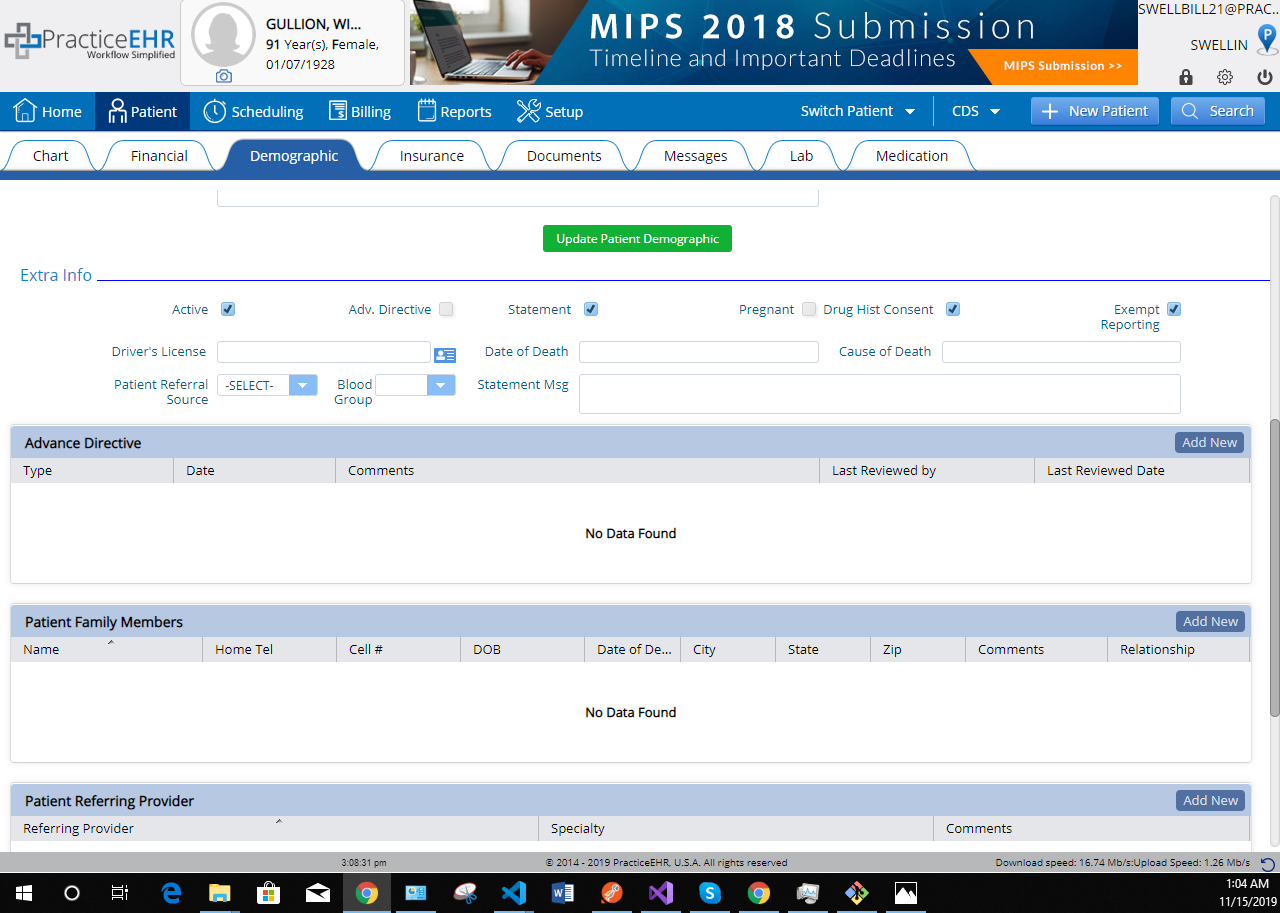 PracticeEHR
Workflow Simplified
GULLION, WI...
91 Year(s), Female,
01/07/1928
MIPS 2018 Submission
Timeline and Important Deadlines
MIPS Submission >>
SWELLBILL21@PRAC...
SWELLIN
P
Home Patient Scheduling Billing Reports Setup Switch Patient CDS New Patient Search
Chart Financial Demographic Insurance Documents Messages Lab Medication
Update Patient Demographic
Extra Info
Active Adv. Directive Statement Pregnant Drug Hist Consent Exempt
Reporting
Driver's License Date of Death Cause of Death
Patient Referral
Source
-SELECT-
Blood
Group
Statement Msg
Advance Directive Add New
Type Date Comments Last Reviewed by Last Reviewed Date
No Data Found
Patient Family Members Add New
Name Home Tel Cell # DOB Date of De... City State Zip Comments Relationship
No Data Found
Patient Referring Provider Add New
Referring Provider Specialty Comments
3:08:31 pm © 2014 - 2019 PracticeEHR, U.S.A. All rights reserved Download speed: 16.74 Mb/s:Upload Speed: 1.26 Mb/s
1:04 AM
11/15/2019